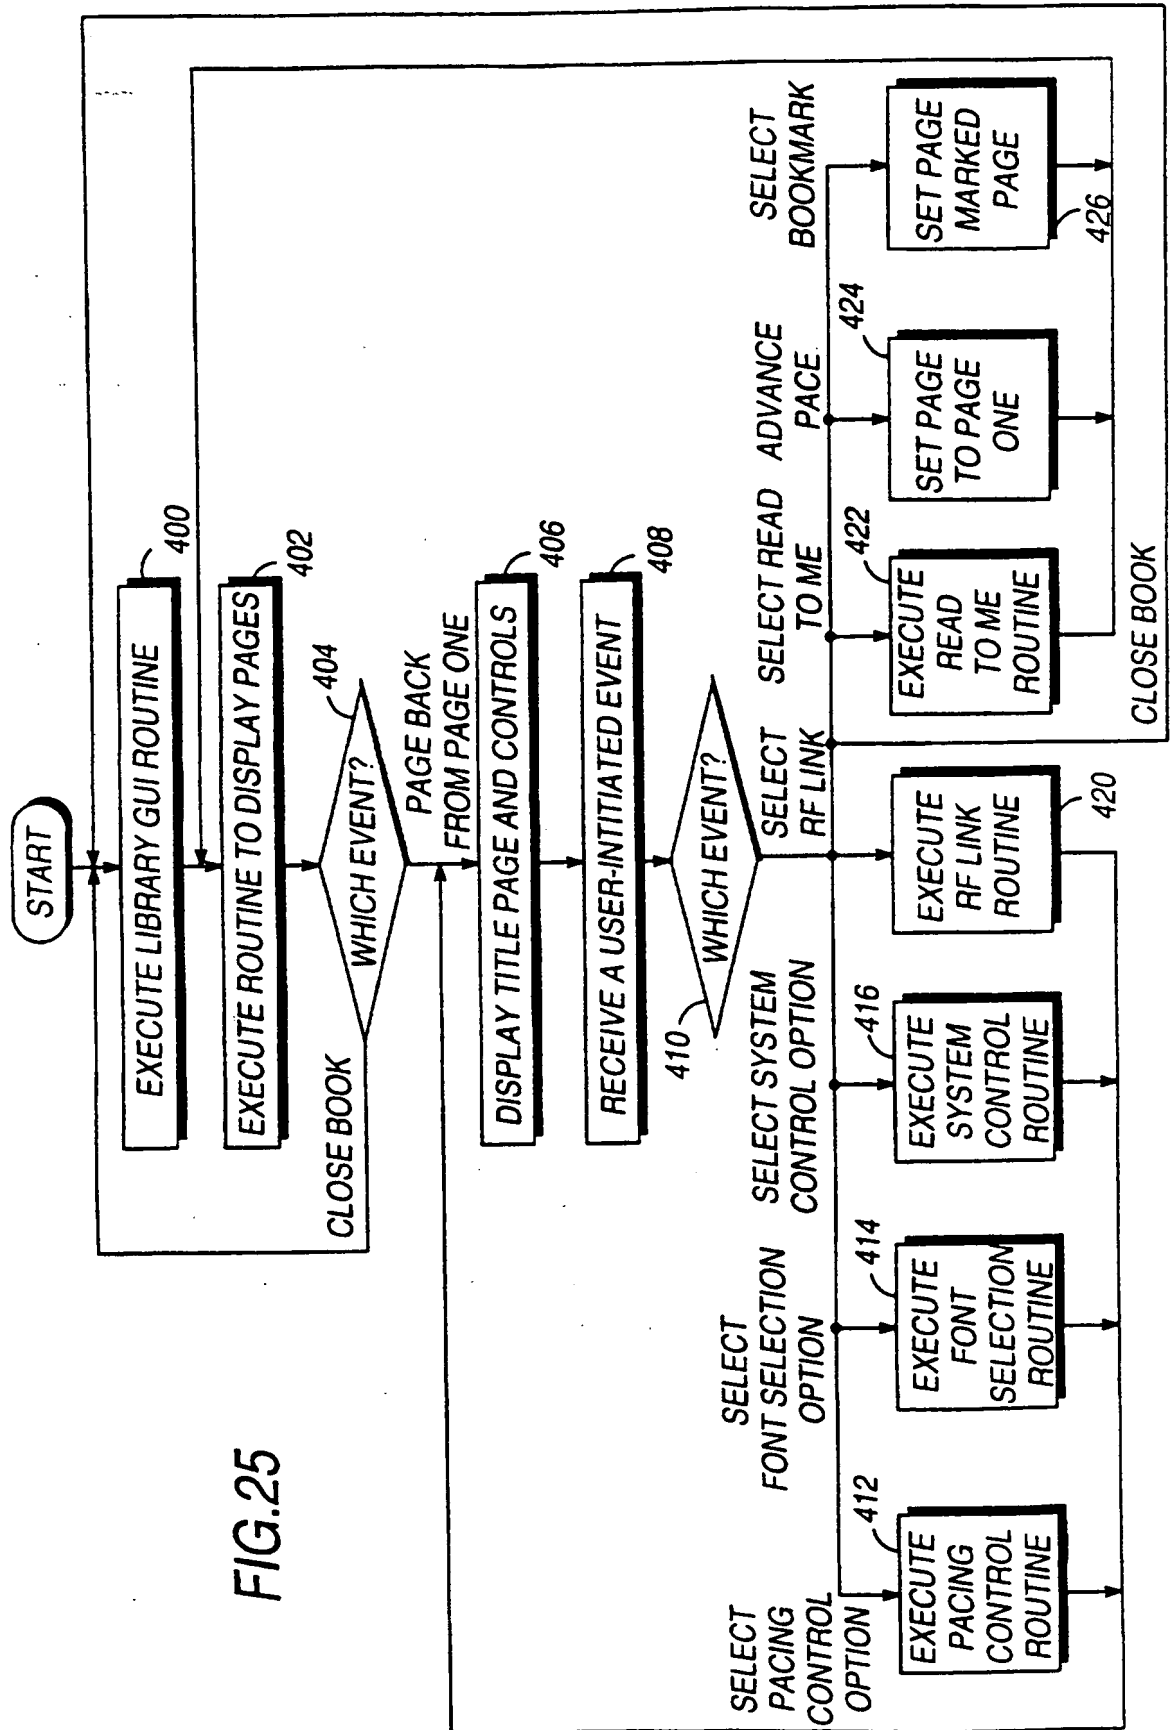 START
EXECUTE LIBRARY GUI ROUTINE
400
EXECUTE ROUTINE TO DISPLAY PAGES
402
WHICH EVENT?
404
CLOSE BOOK
PAGE BACK
FROM PAGE ONE
DISPLAY TITLE PAGE AND CONTROLS
406
RECEIVE A USER-INTITIATED EVENT
408
WHICH EVENT?
410
SELECT
PACING
CONTROL
OPTION
SELECT
FONT SELECTION
OPTION
SELECT SYSTEM
CONTROL OPTION
SELECT
RF LINK
SELECT READ
TO ME
ADVANCE
PACE
SELECT
BOOKMARK
EXECUTE
PACING
CONTROL
ROUTINE
412
EXECUTE
FONT
SELECTION
ROUTINE
414
EXECUTE
SYSTEM
CONTROL
ROUTINE
416
EXECUTE
RF LINK
ROUTINE
420
EXECUTE
READ
TO ME
ROUTINE
422
SET PAGE
TO PAGE
ONE
424
SET PAGE
MARKED
PAGE
426
CLOSE BOOK
FIG.25